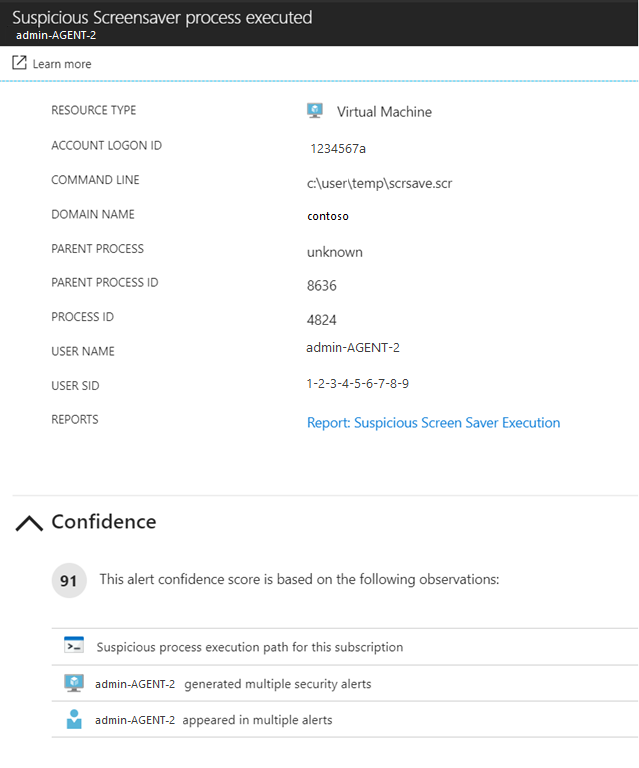 Suspicious Screensaver process executed
admin-AGENT-2
Learn more
RESOURCE TYPE Virtual Machine
ACCOUNT LOGON ID 1234567a
COMMAND LINE c:\user\temp\scrsave.scr
DOMAIN NAME contoso
PARENT PROCESS unknown
PARENT PROCESS ID 8636
PROCESS ID 4824
USER NAME admin-AGENT-2
USER SID 1-2-3-4-5-6-7-8-9
REPORTS Report: Suspicious Screen Saver Execution
Confidence
91 This alert confidence score is based on the following observations:
Suspicious process execution path for this subscription
admin-AGENT-2 generated multiple security alerts
admin-AGENT-2 appeared in multiple alerts